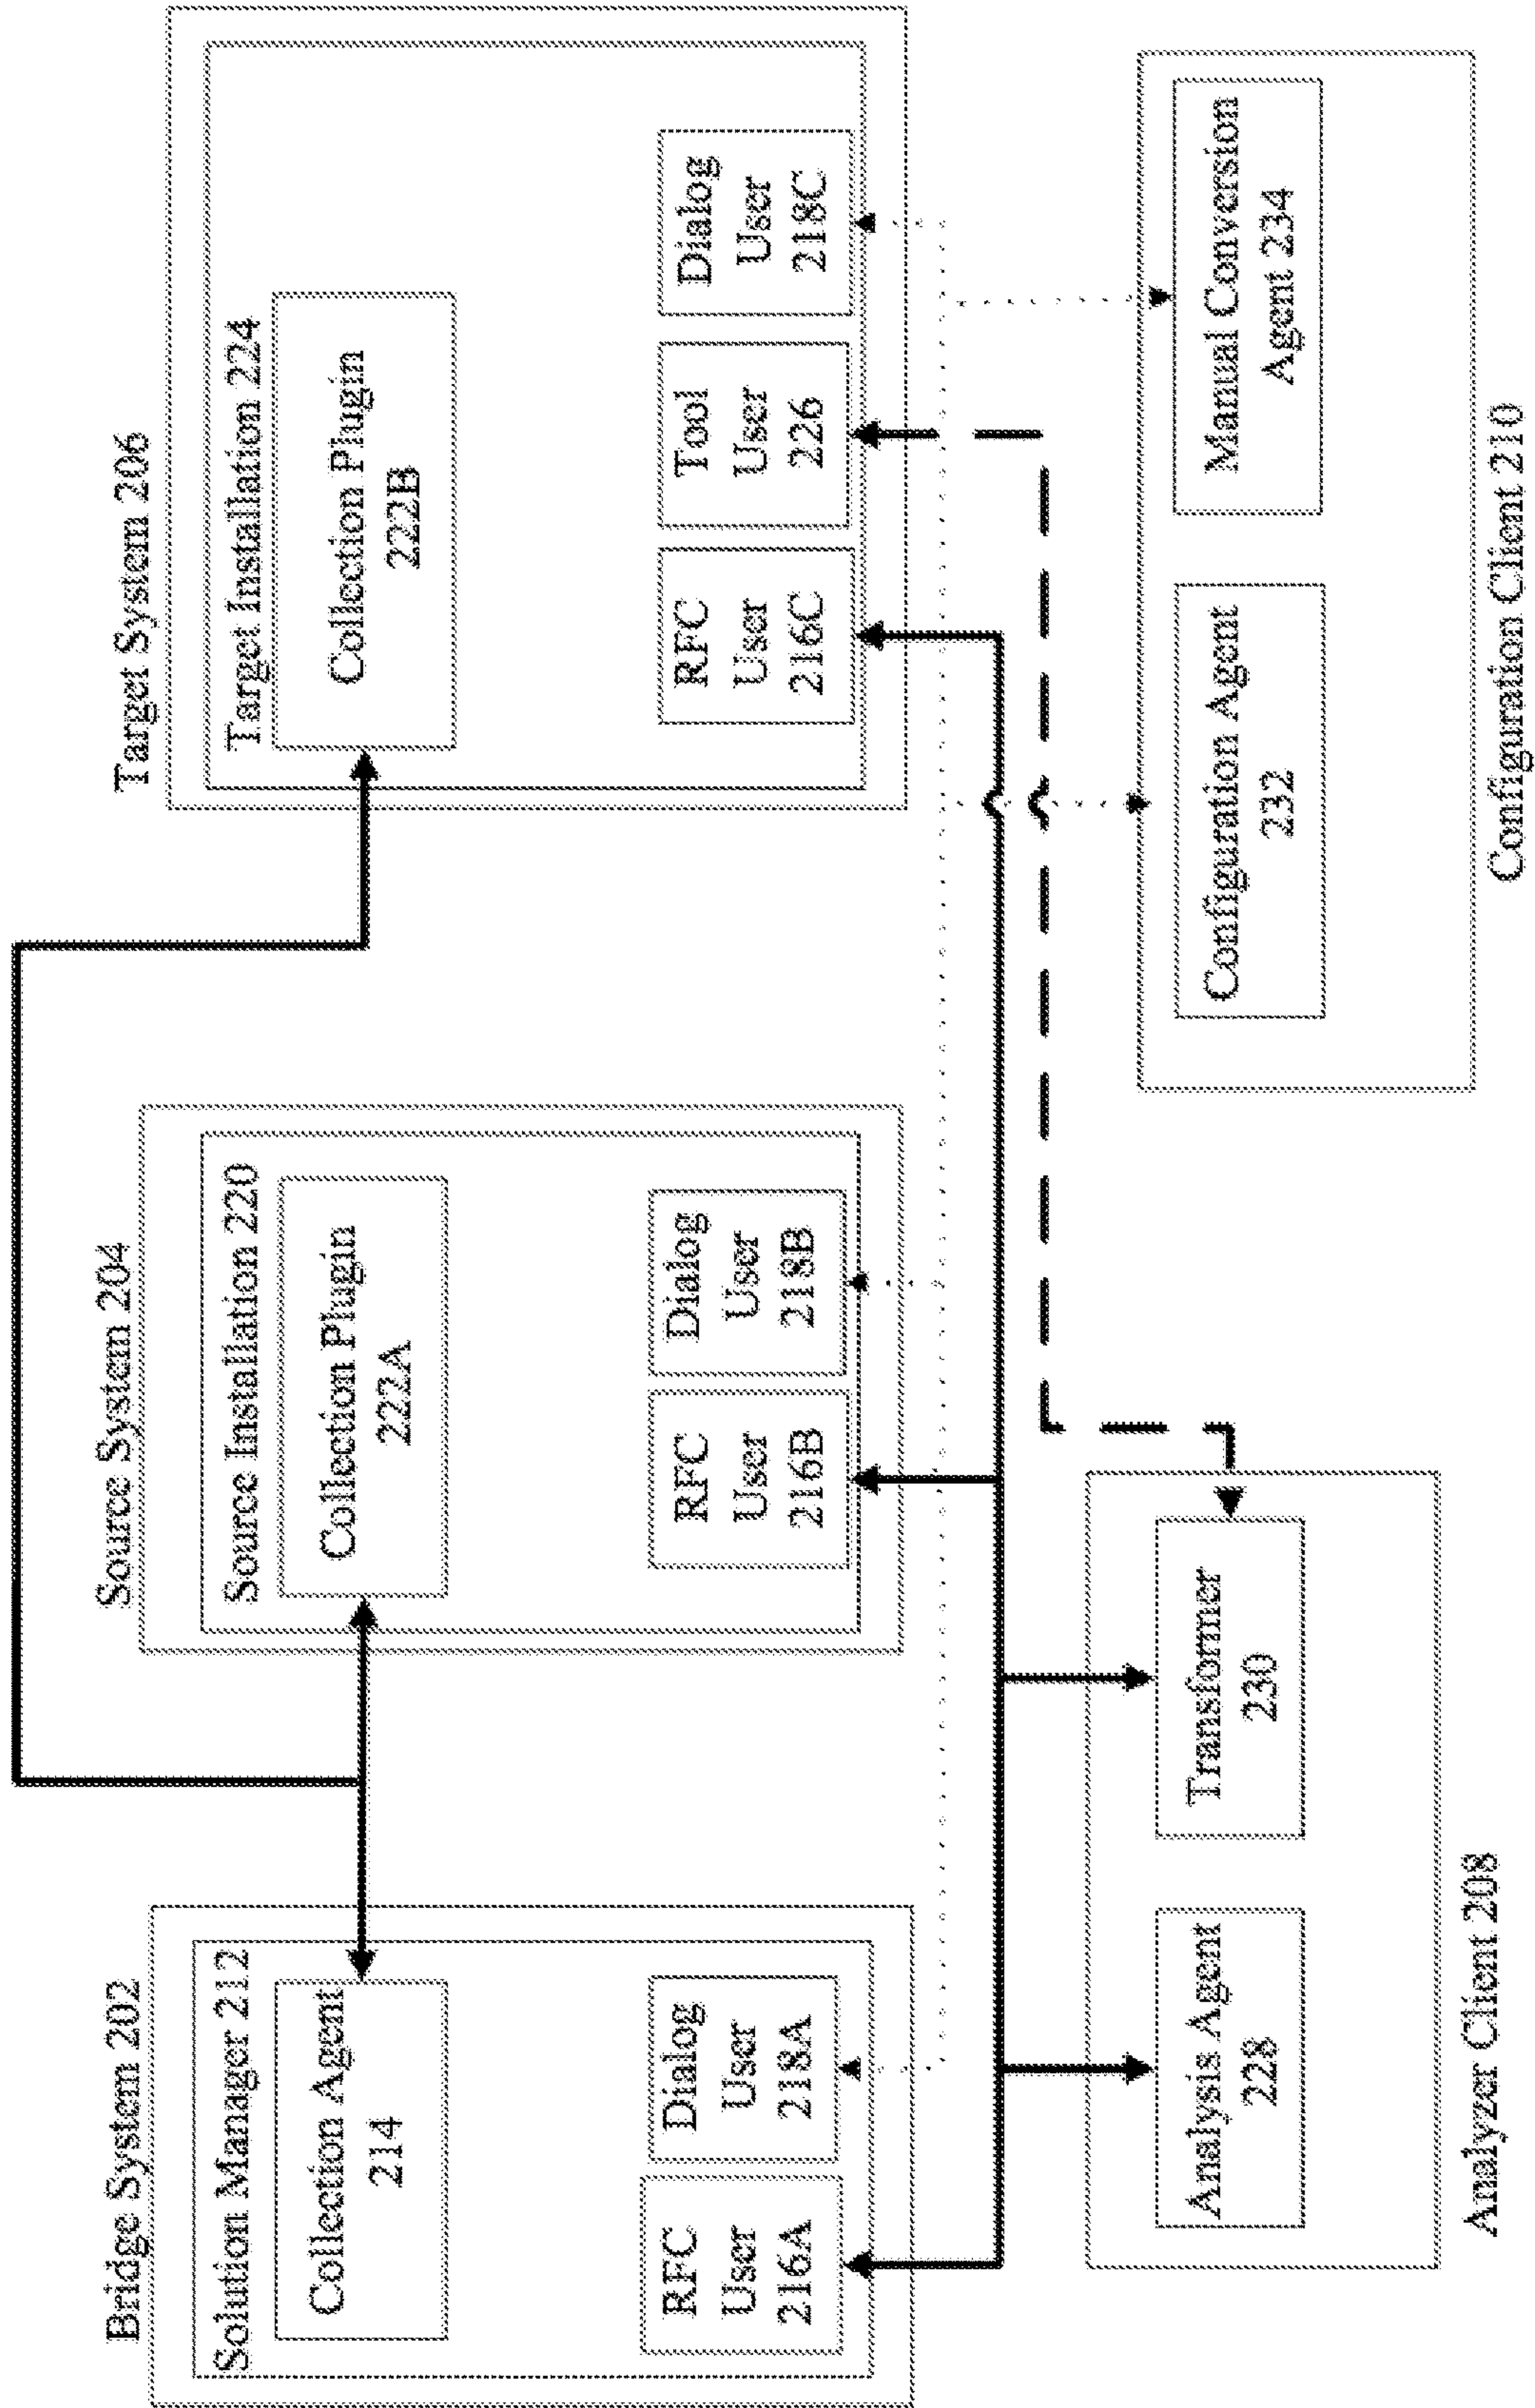 Bridge System 202
Solution Manager 212
Collection Agent
214
RFC
User
216A
Dialog
User
218A
Source System 204
Source Installation 220
Collection Plugin
222A
RFC
User
216B
Dialog
User
218B
Target System 206
Target Installation 224
Collection Plugin
222B
RFC
User
216C
Tool
User
226
Dialog
User
218C
Analysis Agent
228
Transformer
230
Analyzer Client 208
Configuration Agent
232
Manual Conversion
Agent 234
Configuration Client 210